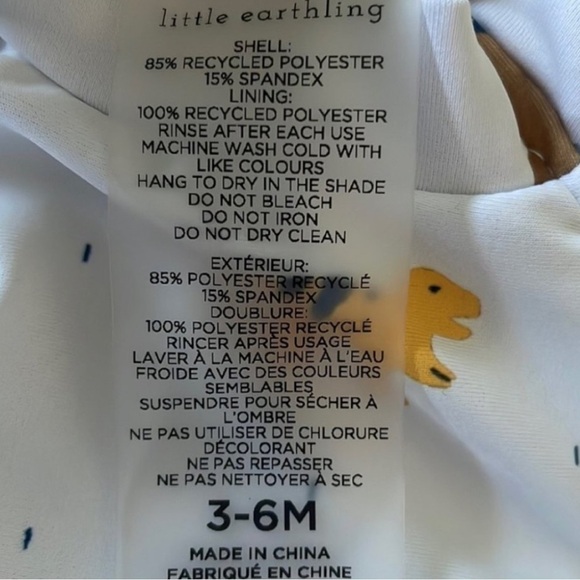 little earthling
SHELL:
85% RECYCLED POLYESTER
15% SPANDEX
LINING:
100% RECYCLED POLYESTER
RINSE AFTER EACH USE
MACHINE WASH COLD WITH
LIKE COLOURS
HANG TO DRY IN THE SHADE
DO NOT BLEACH
DO NOT IRON
DO NOT DRY CLEAN
EXTÉRIEUR:
85% POLYESTER RECYCLÉ
15% SPANDEX
DOUBLURE:
100% POLYESTER RECYCLÉ
RINCER APRÈS USAGE
LAVER À LA MACHINE À L'EAU
FROIDE AVEC DES COULEURS
SEMBLABLES
SUSPENDRE POUR SÉCHER À
L'OMBRE
NE PAS UTILISER DE CHLORURE
DÉCOLORANT
NE PAS REPASSER
NE PAS NETTOYER À SEC
3-6M
MADE IN CHINA
FABRIQUÉ EN CHINE